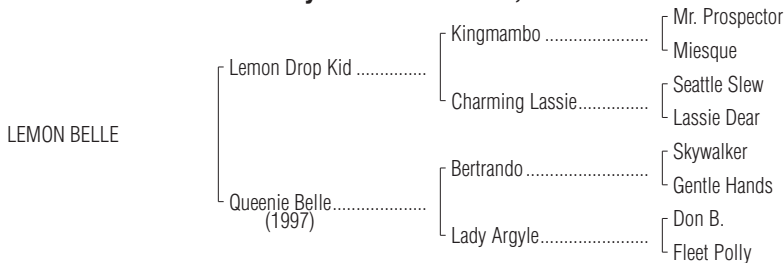 Mr. Prospector
Kingmambo ....................
Miesque
Lemon Drop Kid ...............
Seattle Slew
Charming Lassie...............
Lassie Dear
LEMON BELLE
Skywalker
Bertrando ..........................
Gentle Hands
Queenie Belle....................
(1997)
Don B.
Lady Argyle.......................
Fleet Polly